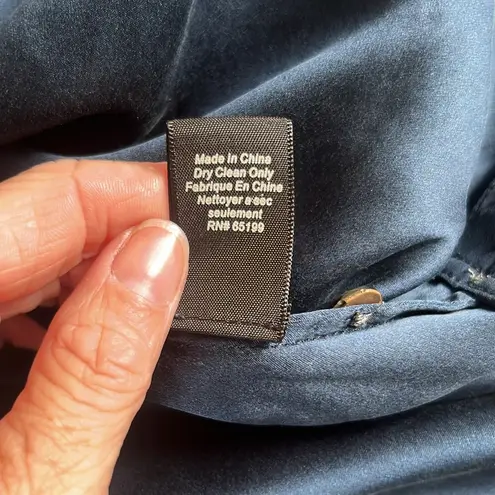 Made in China
Dry Clean Only
Fabrique En Chine
Nettoyer a sec
seulement
RN# 65199